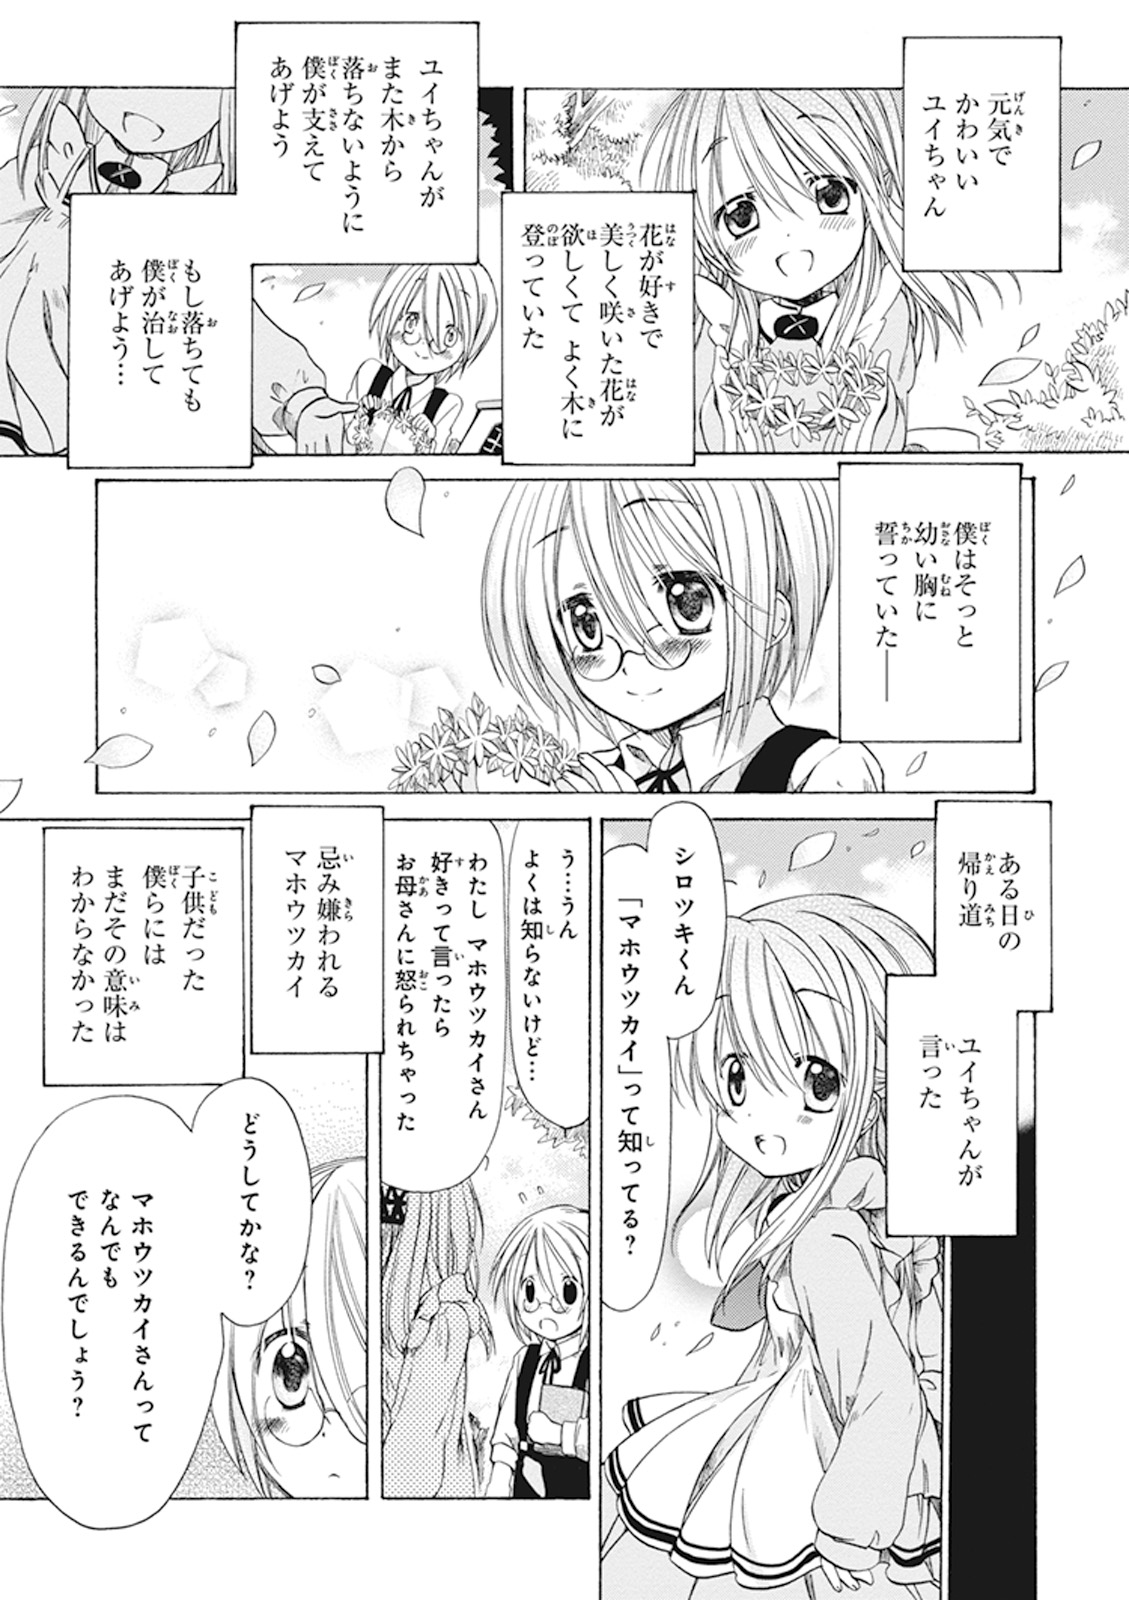 元気で
かわいい
ユイちゃん
花が好きで
美しく咲いた花が
欲しくて よく木に
登っていた
ユイちゃんが
また木から
落ちないように
僕が支えて
あげよう
もし落ちても
僕が治して
あげよう…
僕はそっと
幼い胸に
誓っていた――
ある日の
帰り道
ユイちゃんが
言った
シロツキくん
「マホウツカイ」って知ってる?
う……うん
よくは知らないけど…
わたし マホウツカイさん
好きって言ったら
お母さんに怒られちゃった
忌み嫌われる
マホウツカイ
子供だった
僕らには
まだその意味は
わからなかった
どうしてかな?
マホウツカイさんって
なんでも
できるんでしょう?